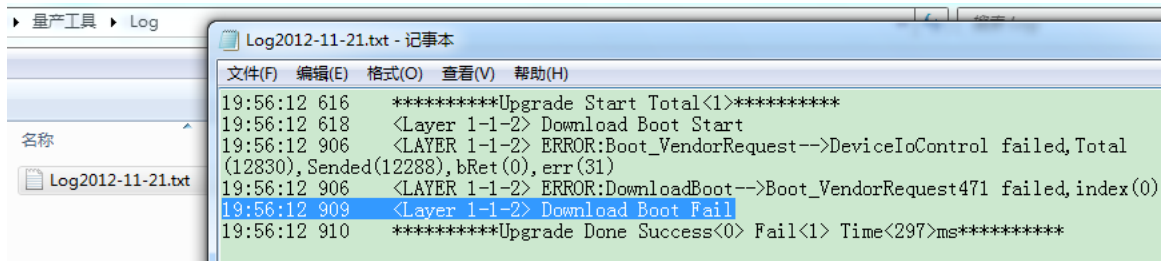 量产工具 ▸ Log
Log2012-11-21.txt - 记事本
文件(F) 编辑(E) 格式(O) 查看(V) 帮助(H)
名称
Log2012-11-21.txt
19:56:12 616 **********Upgrade Start Total<1>**********
19:56:12 618 <Layer 1-1-2> Download Boot Start
19:56:12 906 <LAYER 1-1-2> ERROR:Boot_VendorRequest-->DeviceIoControl failed,Total
(12830),Sended(12288),bRet(0),err(31)
19:56:12 906 <LAYER 1-1-2> ERROR:DownloadBoot-->Boot_VendorRequest471 failed,index(0)
19:56:12 909 <Layer 1-1-2> Download Boot Fail
19:56:12 910 **********Upgrade Done Success<0> Fail<1> Time<297>ms**********